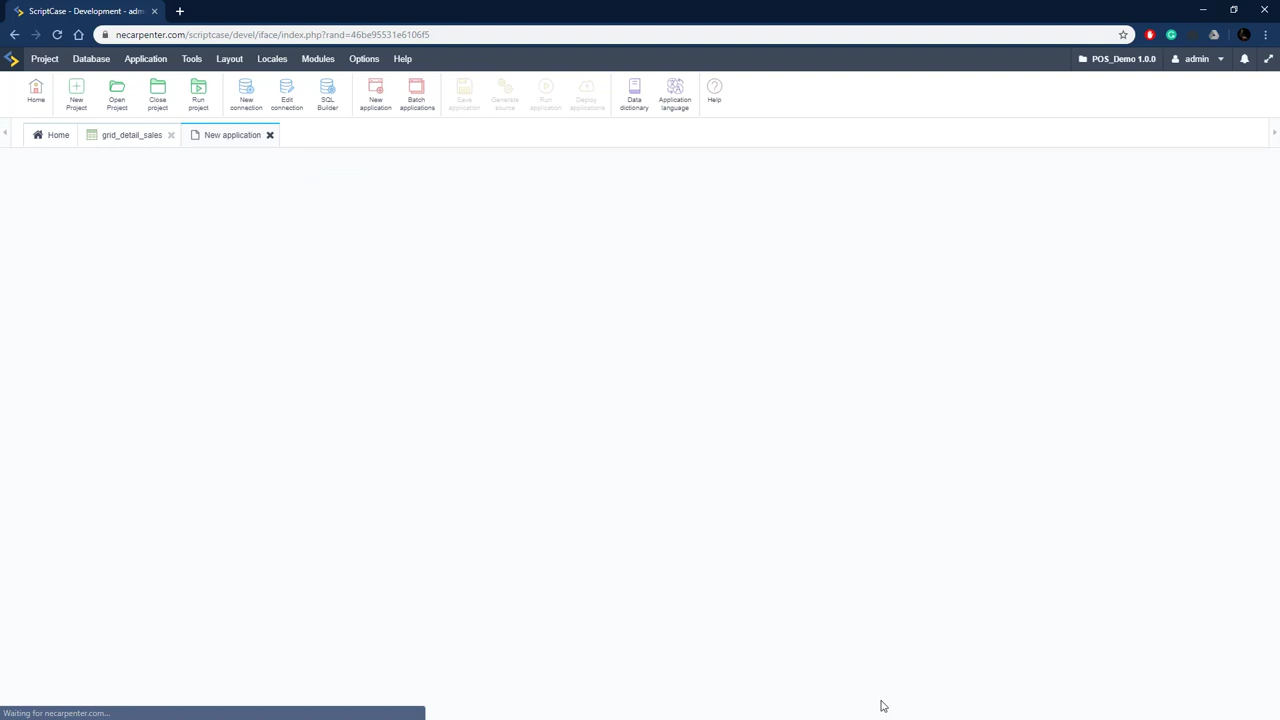 ScriptCase - Development - adm
necarpenter.com/scriptcase/devel/iface/index.php?rand=46be95531e6106f5
Project Database Application Tools Layout Locales Modules Options Help POS_Demo 1.0.0 admin
Home New Project Open Project Close project Run project New connection Edit connection SQL Builder New application Batch applications Save application Generate source Run application Deploy applications Data dictionary Application language Help
Home grid_detail_sales New application
Waiting for necarpenter.com...